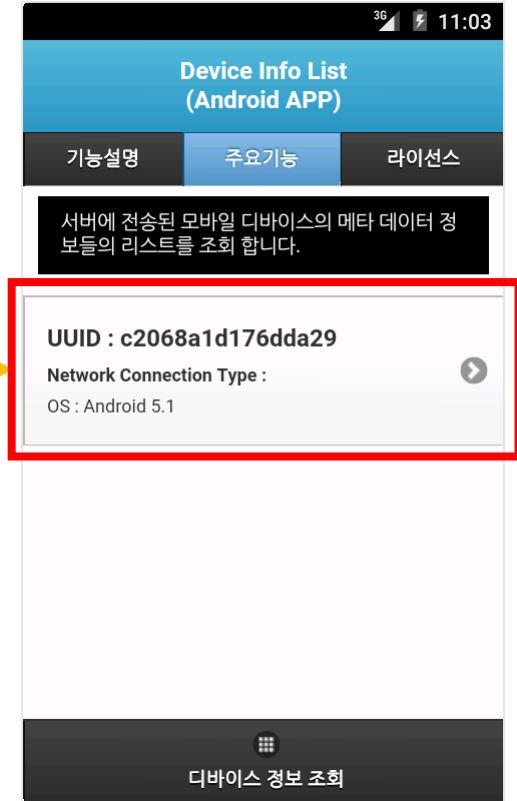 3G 11:03
Device Info List
(Android APP)
기능설명 주요기능 라이선스
서버에 전송된 모바일 디바이스의 메타 데이터 정
보들의 리스트를 조회 합니다.
UUID : c2068a1d176dda29
Network Connection Type :
OS : Android 5.1
디바이스 정보 조회